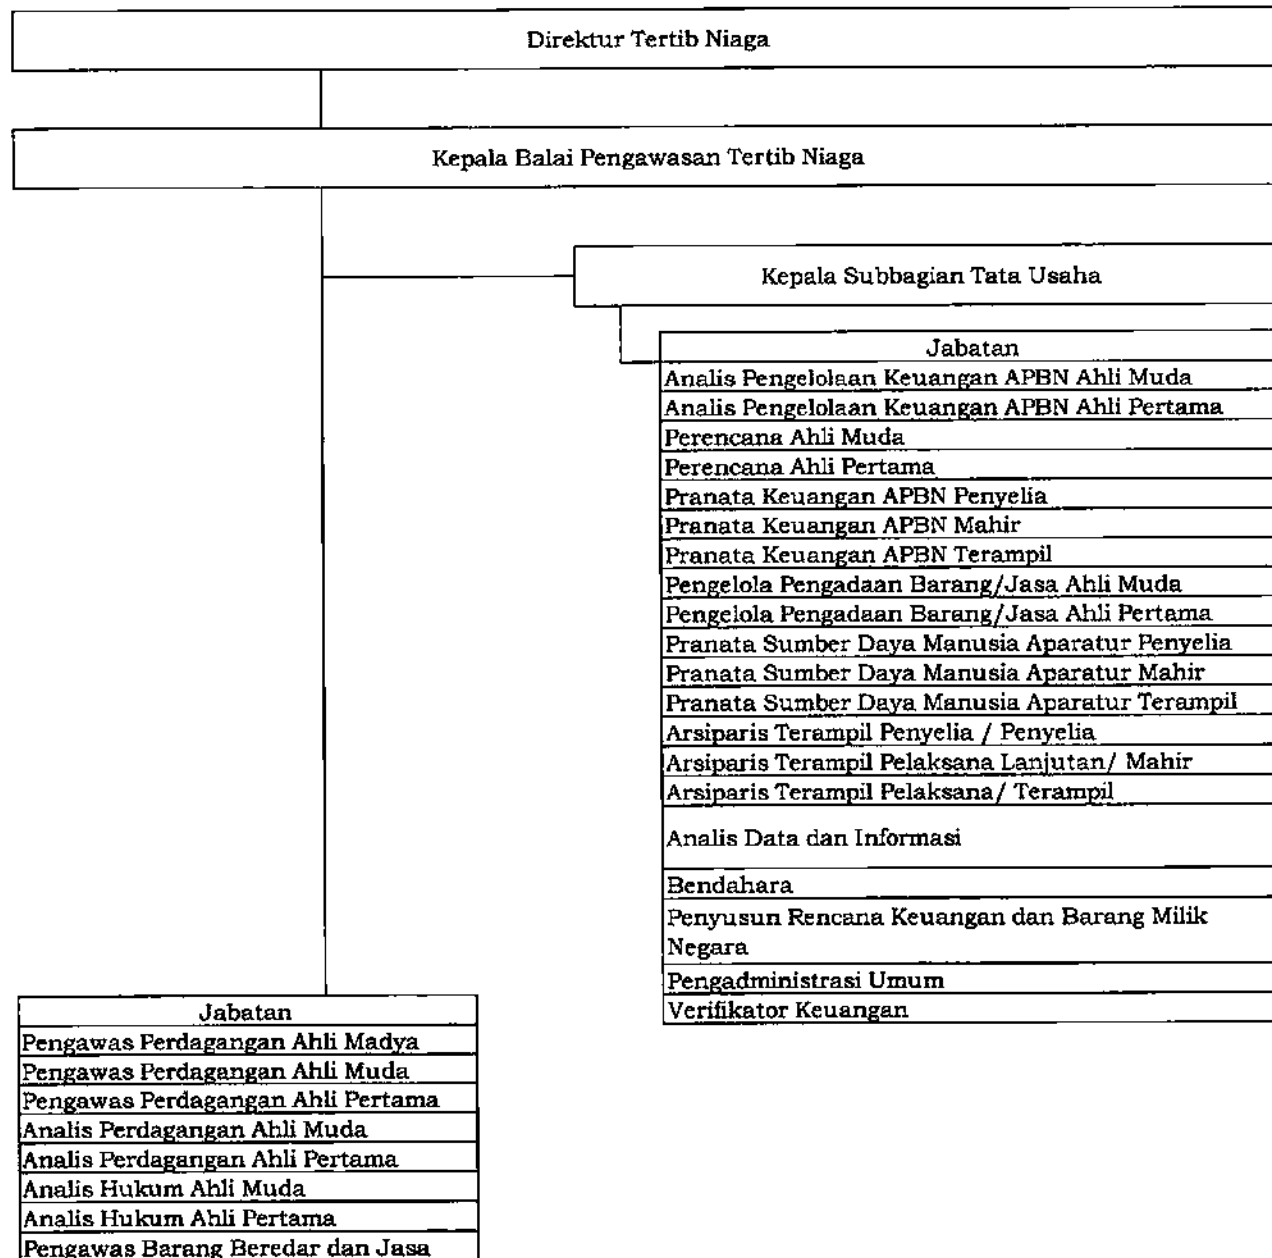 Direktur Tertib Niaga
Kepala Balai Pengawasan Tertib Niaga
Kepala Subbagian Tata Usaha
Jabatan
Analis Pengelolaan Keuangan APBN Ahli Muda
Analis Pengelolaan Keuangan APBN Ahli Pertama
Perencana Ahli Muda
Perencana Ahli Pertama
Pranata Keuangan APBN Penyelia
Pranata Keuangan APBN Mahir
Pranata Keuangan APBN Terampil
Pengelola Pengadaan Barang/Jasa Ahli Muda
Pengelola Pengadaan Barang/Jasa Ahli Pertama
Pranata Sumber Daya Manusia Aparatur Penyelia
Pranata Sumber Daya Manusia Aparatur Mahir
Pranata Sumber Daya Manusia Aparatur Terampil
Arsiparis Terampil Penyelia / Penyelia
Arsiparis Terampil Pelaksana Lanjutan/ Mahir
Arsiparis Terampil Pelaksana/ Terampil
Analis Data dan Informasi
Bendahara
Penyusun Rencana Keuangan dan Barang Milik
Negara
Pengadministrasi Umum
Verifikator Keuangan
Jabatan
Pengawas Perdagangan Ahli Madya
Pengawas Perdagangan Ahli Muda
Pengawas Perdagangan Ahli Pertama
Analis Perdagangan Ahli Muda
Analis Perdagangan Ahli Pertama
Analis Hukum Ahli Muda
Analis Hukum Ahli Pertama
Pengawas Barang Beredar dan Jasa